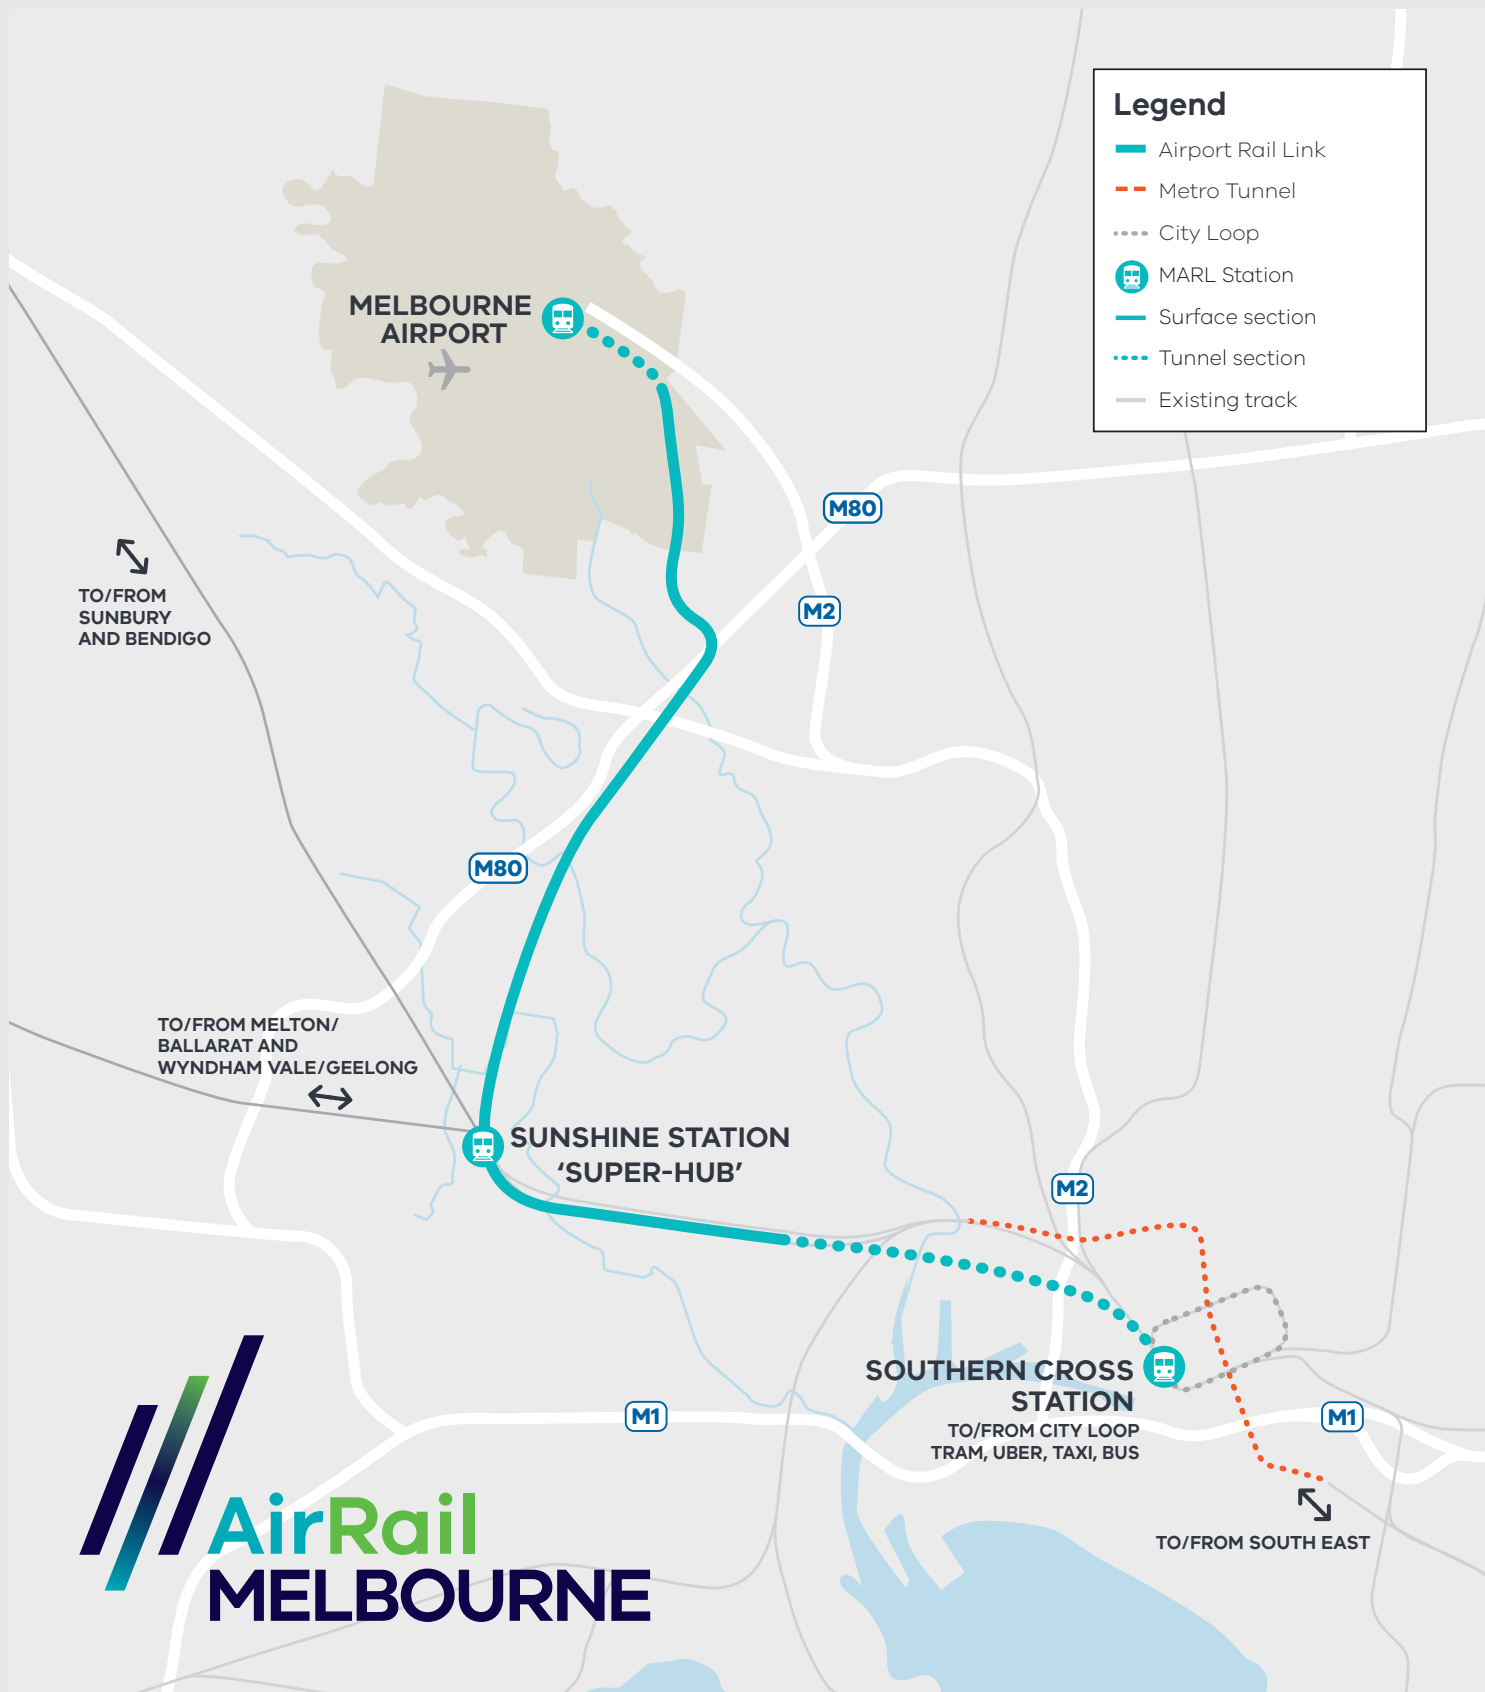 Legend
Airport Rail Link
Metro Tunnel
City Loop
MARL Station
Surface section
Tunnel section
Existing track
MELBOURNE
AIRPORT
M80
M2
TO/FROM
SUNBURY
AND BENDIGO
M80
TO/FROM MELTON/
BALLARAT AND
WYNDHAM VALE/GEELONG
SUNSHINE STATION
‘SUPER-HUB’
M2
SOUTHERN CROSS
STATION
TO/FROM CITY LOOP
TRAM, UBER, TAXI, BUS
M1
M1
TO/FROM SOUTH EAST
AirRail
MELBOURNE